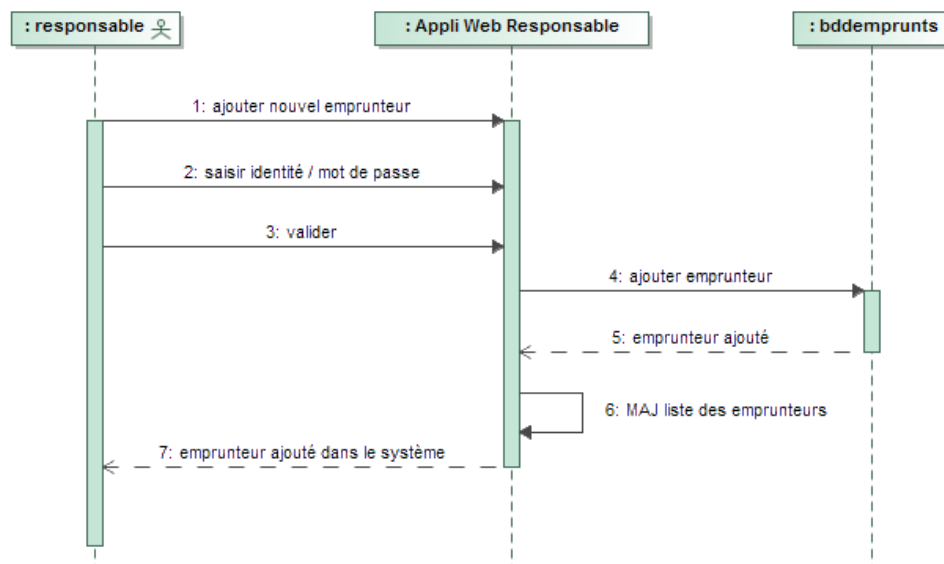 : responsable
: Appli Web Responsable
: bddemprunts
1: ajouter nouvel emprunteur
2: saisir identité / mot de passe
3: valider
4: ajouter emprunteur
5: emprunteur ajouté
6: MAJ liste des emprunteurs
7: emprunteur ajouté dans le système